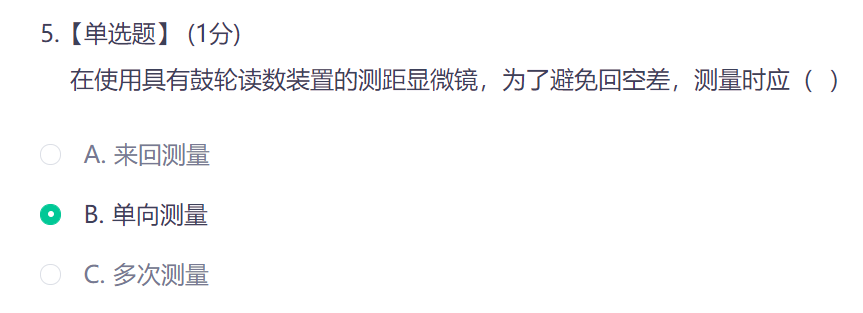 5.【单选题】 (1分)
在使用具有鼓轮读数装置的测距显微镜，为了避免回空差，测量时应（ ）
A. 来回测量
B. 单向测量
C. 多次测量